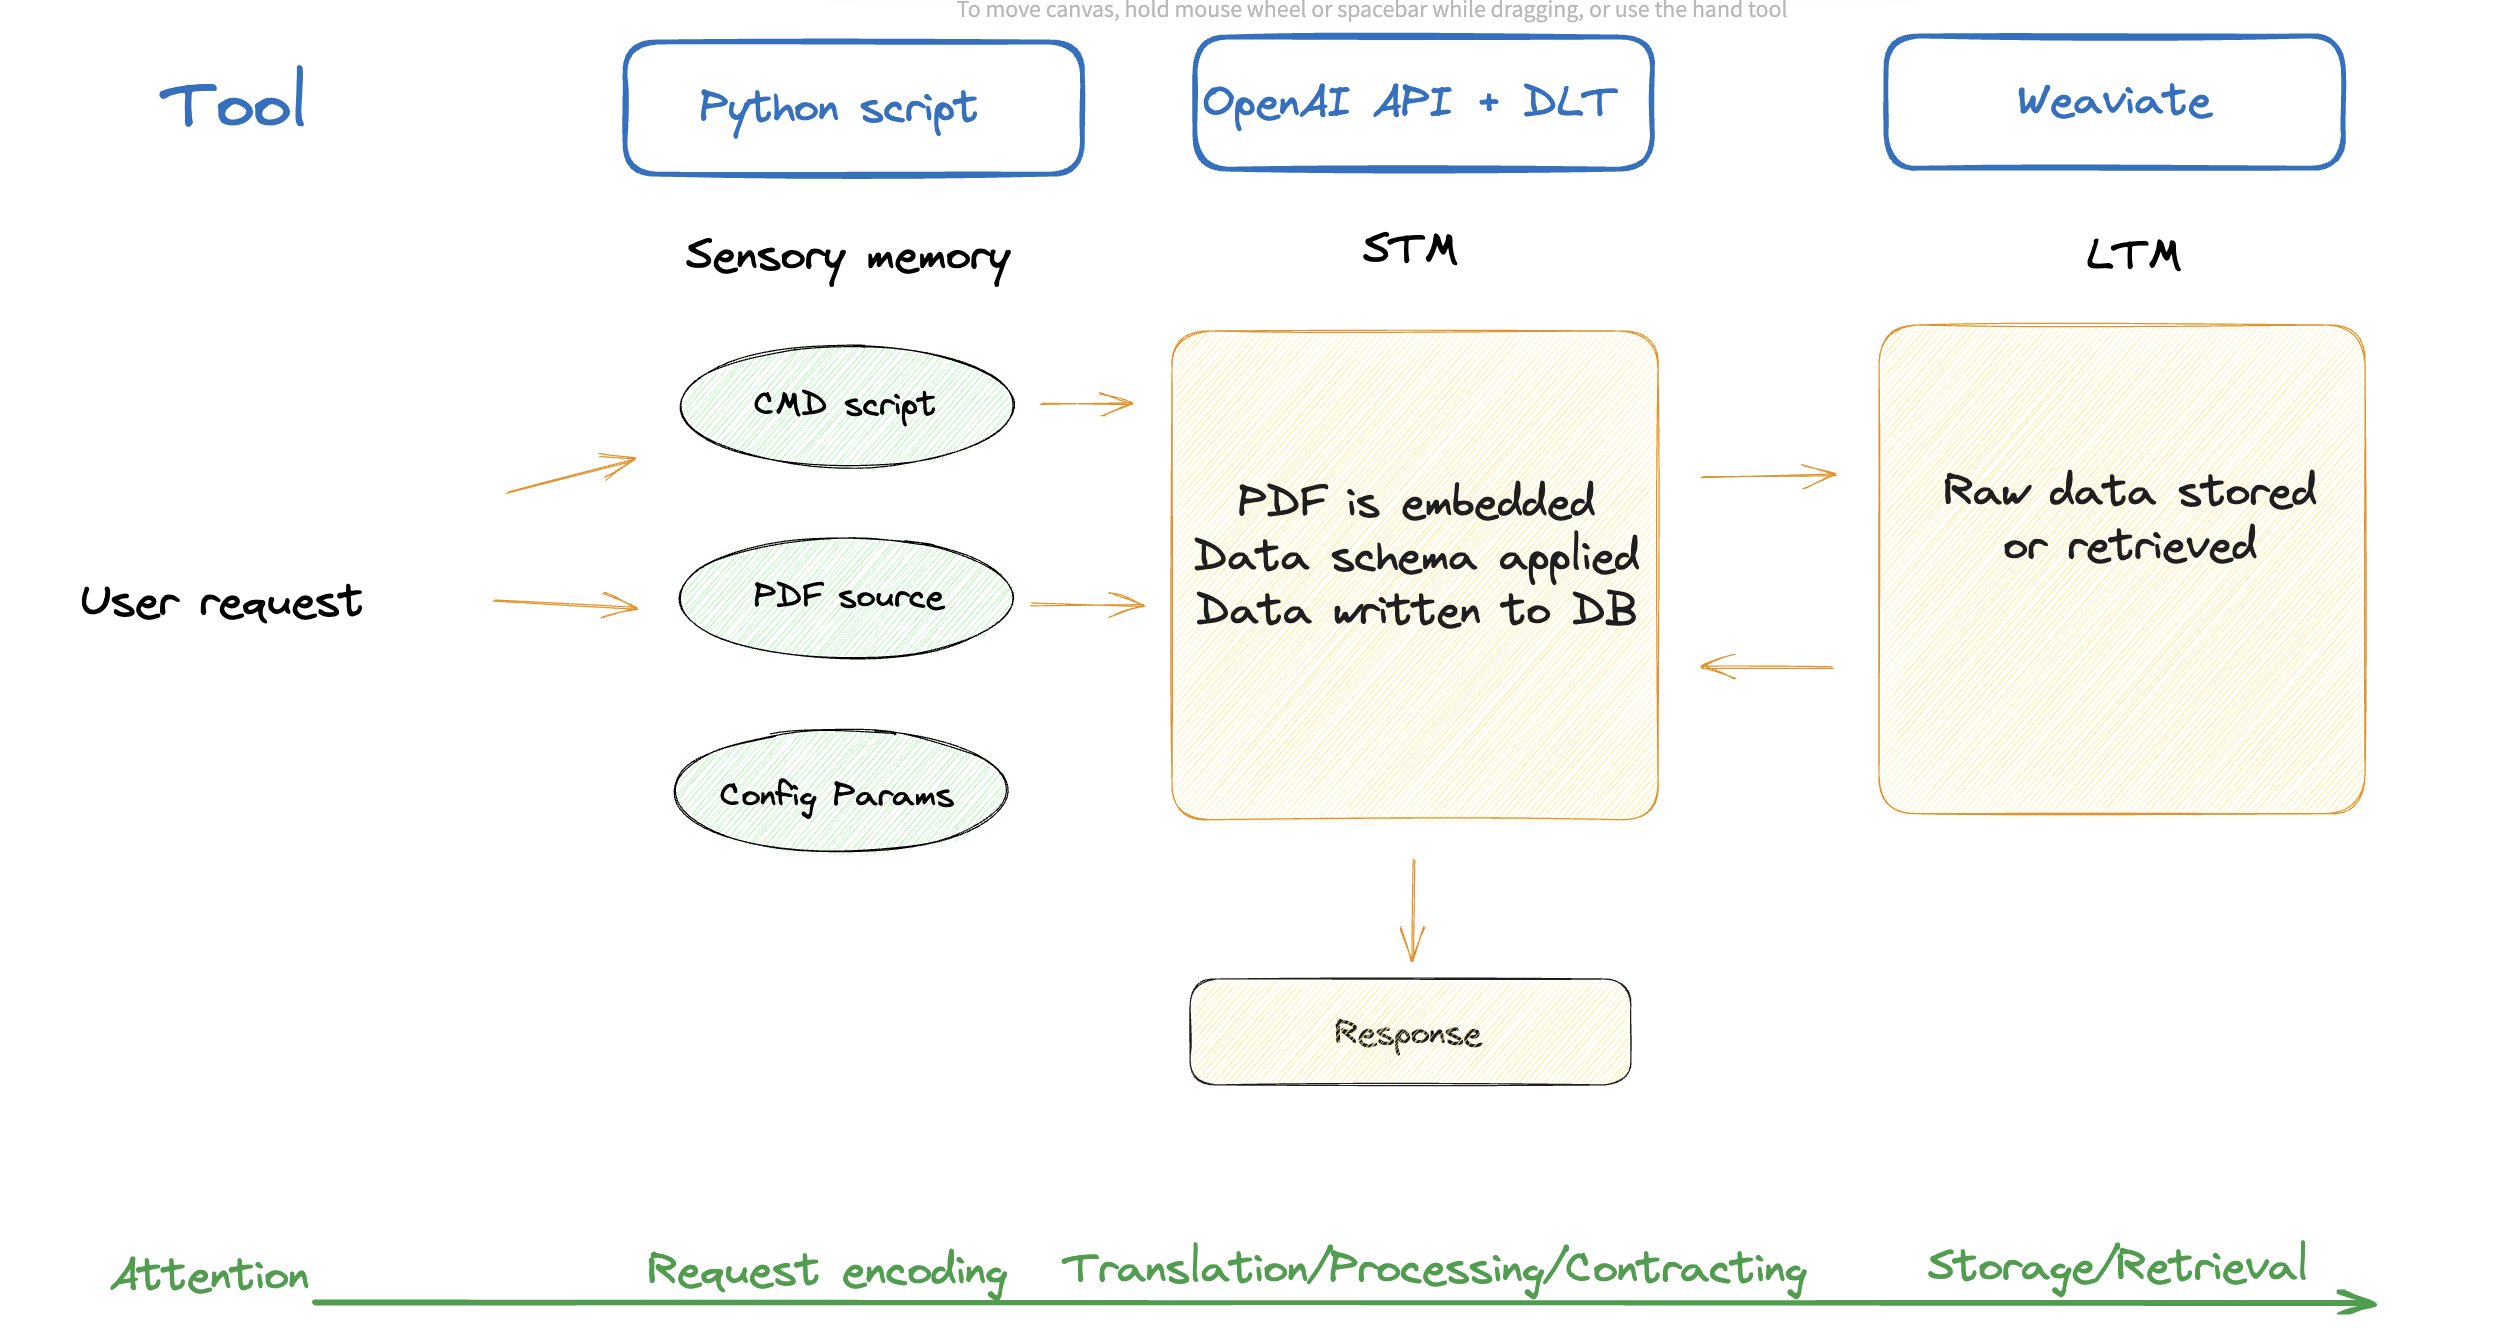 To move canvas, hold mouse wheel or spacebar while dragging, or use the hand tool
Tool
Python script
OpenAI API + DLT
Weaviate
Sensory memory
STM
LTM
CMD script
PDF source
Config Params
User request
PDF is embedded
Data schema applied
Data written to DB
Raw data stored
or retrieved
Response
Attention
Request encoding
Translation/Processing/Contracting
Storage/Retrieval